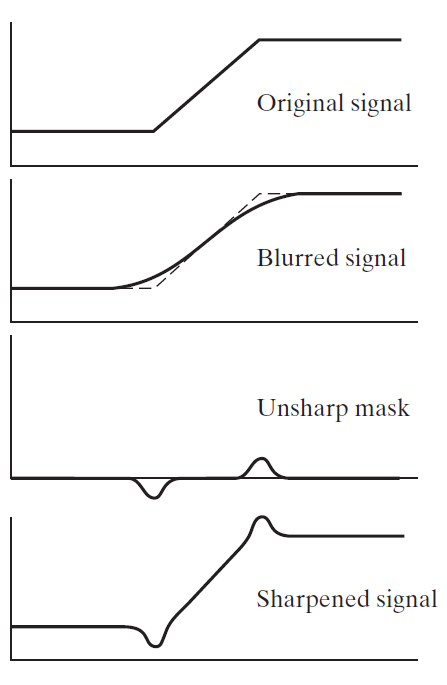 Original signal
Blurred signal
Unsharp mask
Sharpened signal